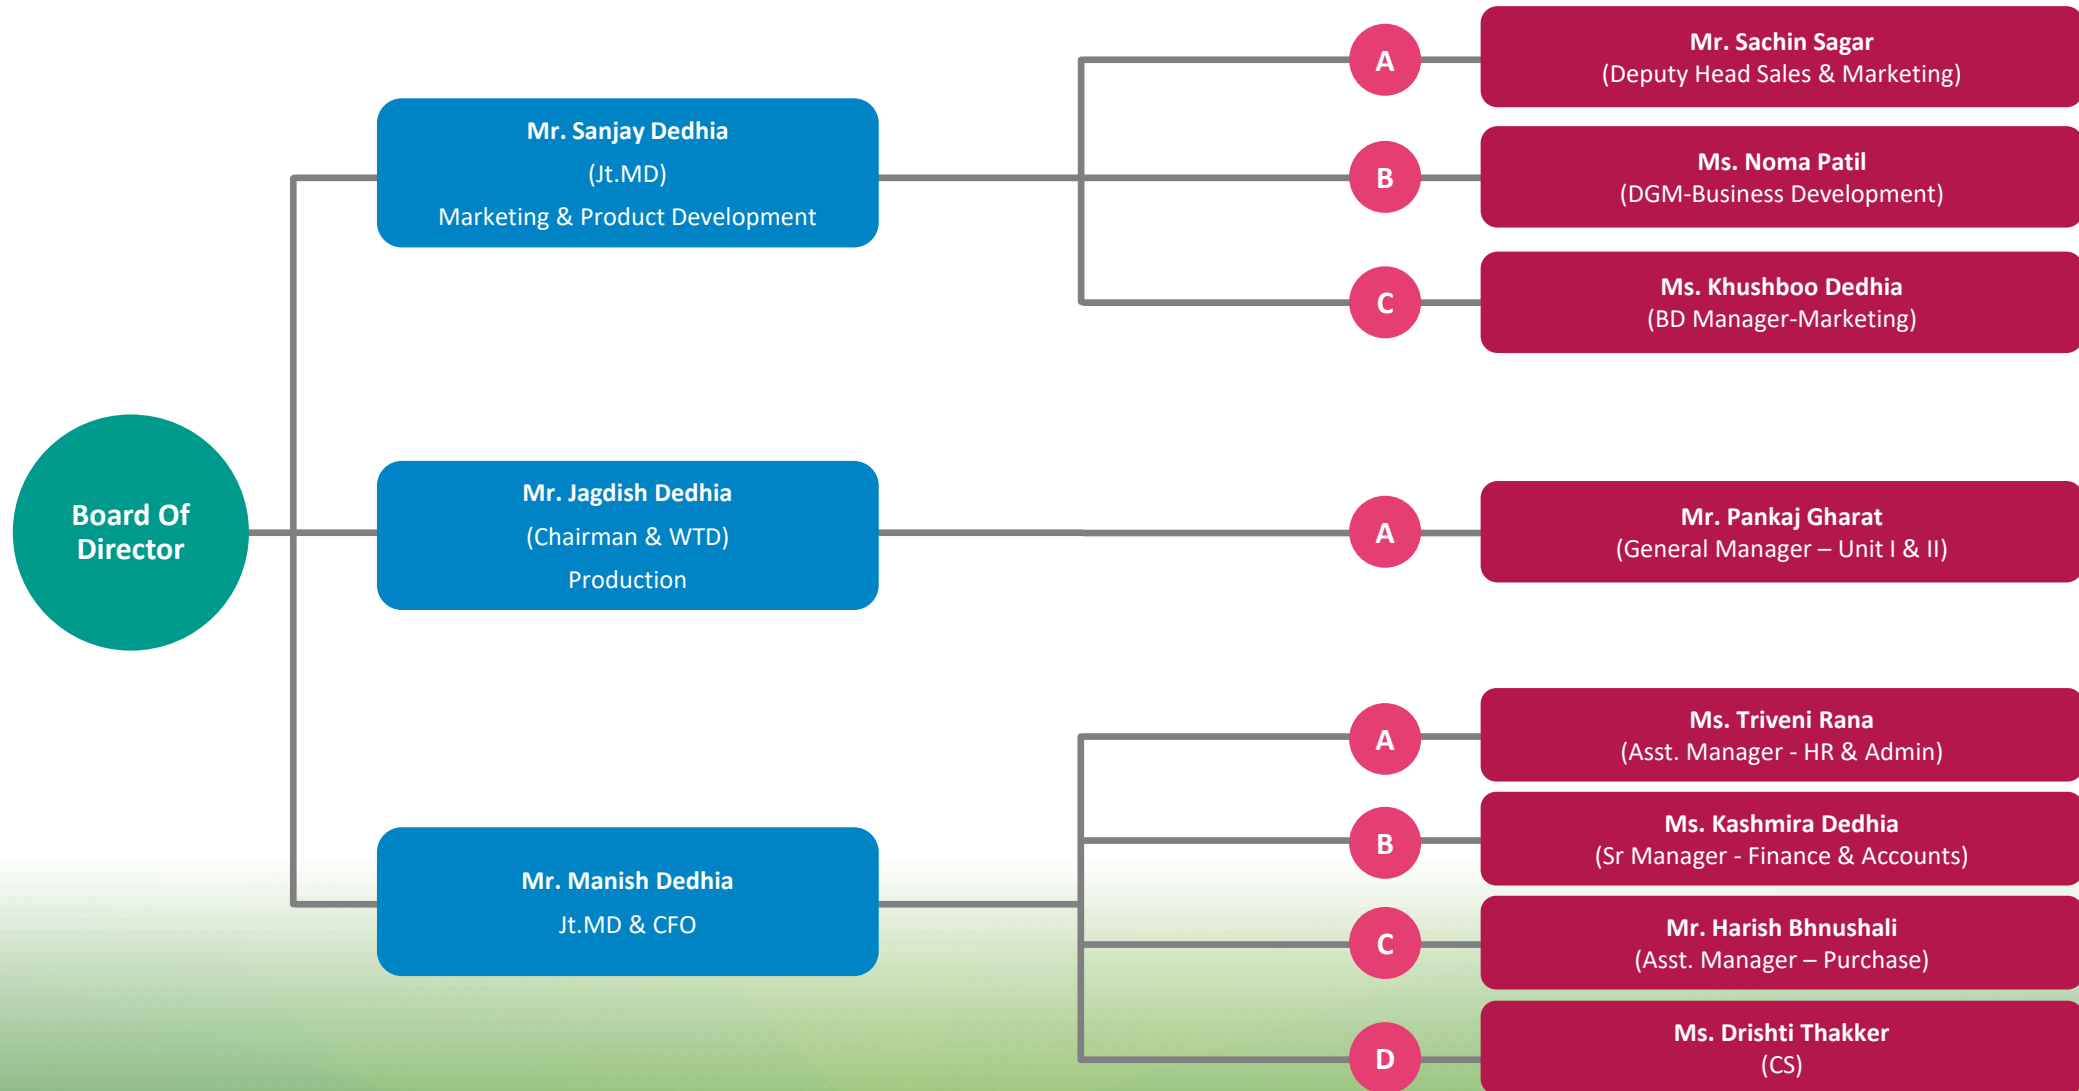 Board Of
Director
Mr. Sanjay Dedhia
(Jt.MD)
Marketing & Product Development
A
Mr. Sachin Sagar
(Deputy Head Sales & Marketing)
B
Ms. Noma Patil
(DGM-Business Development)
C
Ms. Khushboo Dedhia
(BD Manager-Marketing)
Mr. Jagdish Dedhia
(Chairman & WTD)
Production
A
Mr. Pankaj Gharat
(General Manager – Unit I & II)
Mr. Manish Dedhia
Jt.MD & CFO
A
Ms. Triveni Rana
(Asst. Manager - HR & Admin)
B
Ms. Kashmira Dedhia
(Sr Manager - Finance & Accounts)
C
Mr. Harish Bhnushali
(Asst. Manager – Purchase)
D
Ms. Drishti Thakker
(CS)